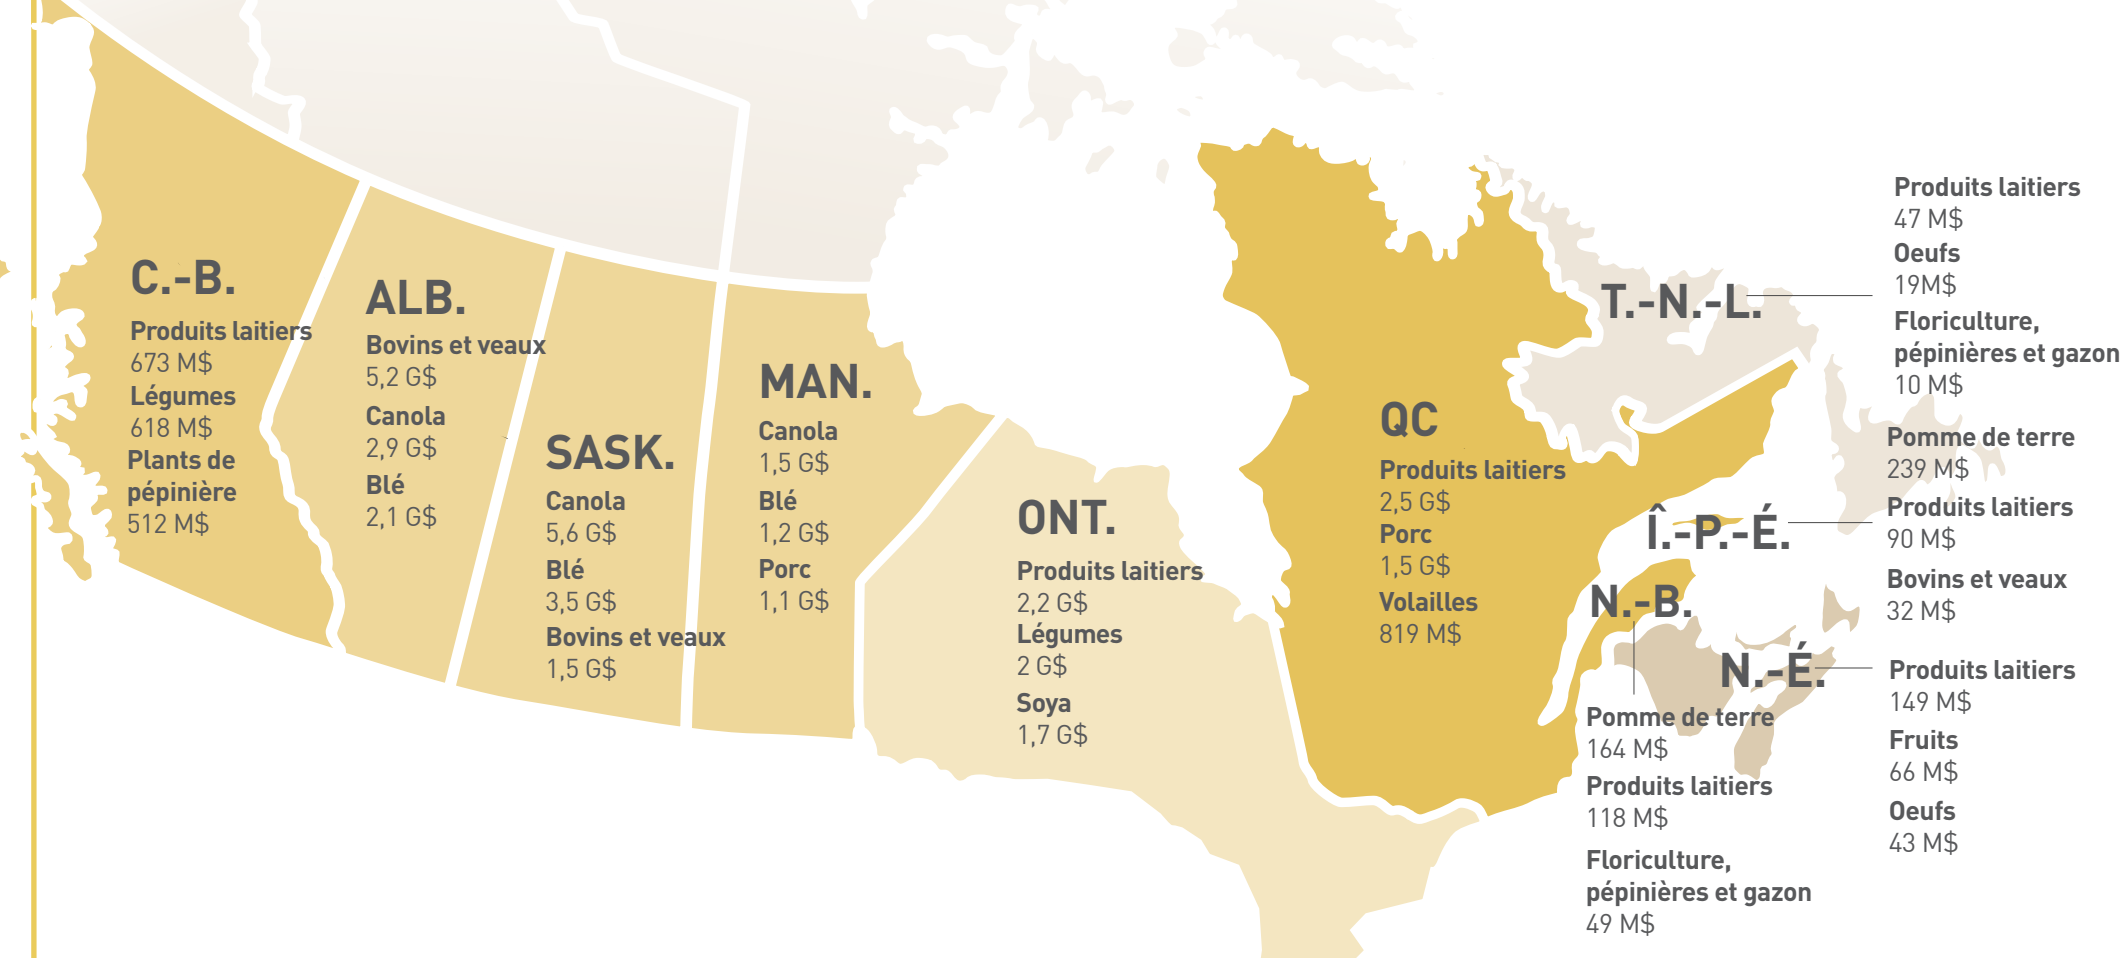 C.-B.
Produits laitiers
673 M$
Légumes
618 M$
Plants de
pépinière
512 M$
ALB.
Bovins et veaux
5,2 G$
Canola
2,9 G$
Blé
2,1 G$
SASK.
Canola
5,6 G$
Blé
3,5 G$
Bovins et veaux
1,5 G$
MAN.
Canola
1,5 G$
Blé
1,2 G$
Porc
1,1 G$
ONT.
Produits laitiers
2,2 G$
Légumes
2 G$
Soya
1,7 G$
QC
Produits laitiers
2,5 G$
Porc
1,5 G$
Volailles
819 M$
T.-N.-L.
Produits laitiers
47 M$
Oeufs
19M$
Floriculture,
pépinières et gazon
10 M$
Î.-P.-É.
Pomme de terre
239 M$
Produits laitiers
90 M$
Bovins et veaux
32 M$
N.-B.
Pomme de terre
164 M$
Produits laitiers
118 M$
Floriculture,
pépinières et gazon
49 M$
N.-É.
Produits laitiers
149 M$
Fruits
66 M$
Oeufs
43 M$